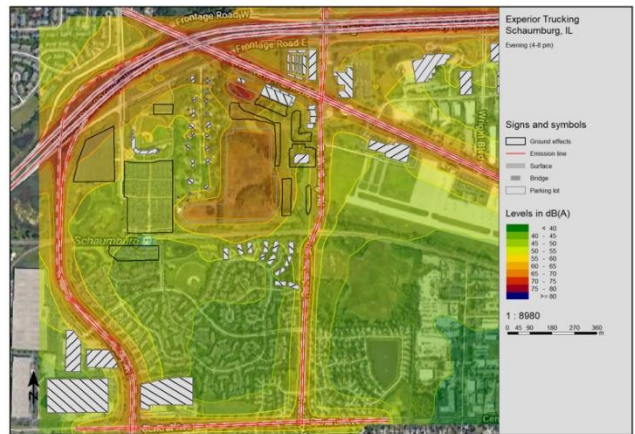 Frontage Road W
Frontage Road E
Schaumburg
Experior Trucking
Schaumburg, IL
Evening (4-8 pm)
Signs and symbols
Ground effects
Emission line
Surface
Bridge
Parking lot
Levels in dB(A)
< 40
40 - 45
45 - 50
50 - 55
55 - 60
60 - 65
65 - 70
70 - 75
75 - 80
>= 80
1 : 8980
0 45 90 180 270 360
m